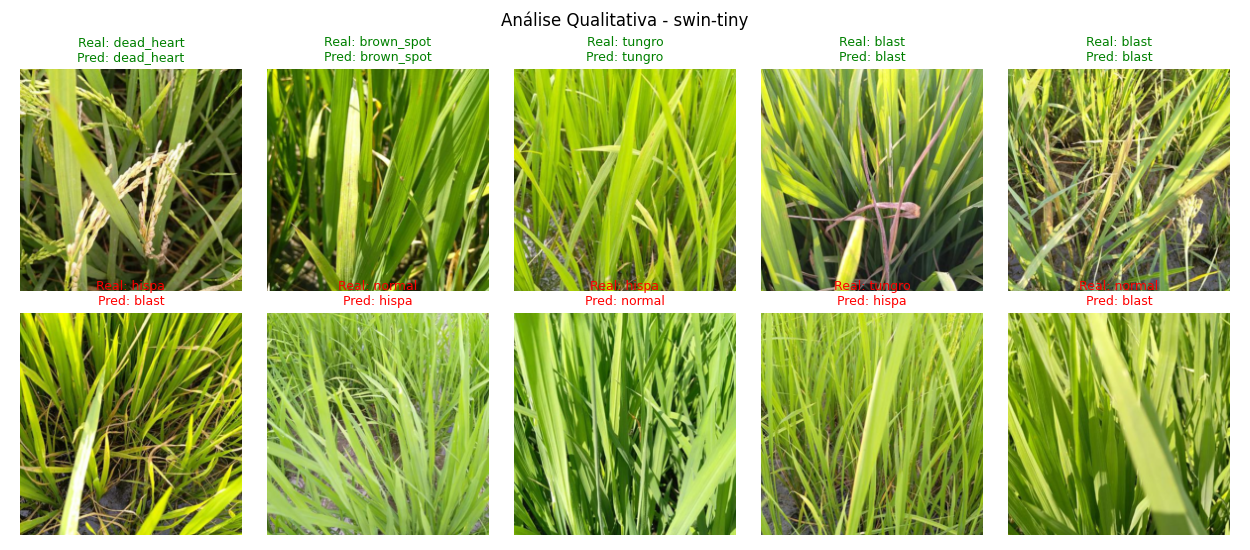 Análise Qualitativa - swin-tiny
Real: dead_heart
Pred: dead_heart
Real: brown_spot
Pred: brown_spot
Real: tungro
Pred: tungro
Real: blast
Pred: blast
Real: blast
Pred: blast
Real: hispa
Pred: blast
Real: normal
Pred: hispa
Real: hispa
Pred: normal
Real: tungro
Pred: hispa
Real: normal
Pred: blast